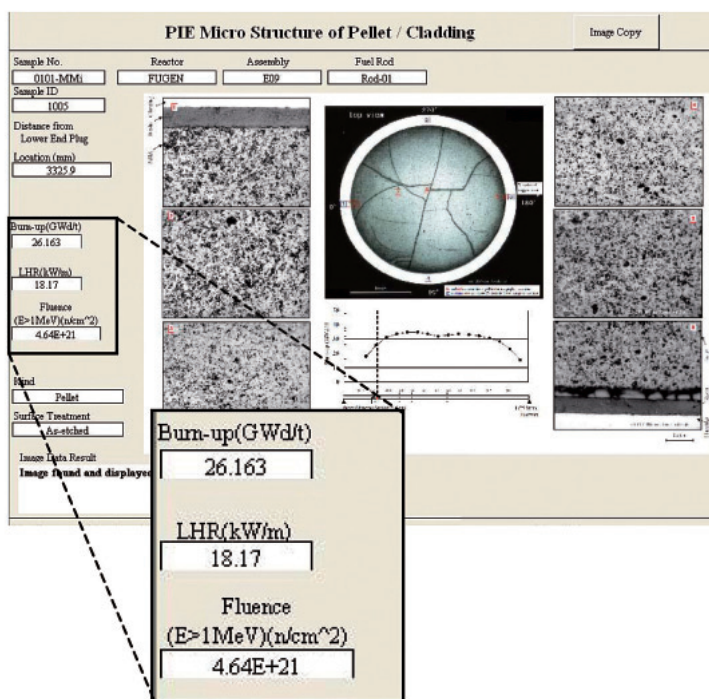 PIE Micro Structure of Pellet / Cladding
Image Copy
Sample No.
Reactor
Assembly
Fuel Rod
0101-MMi
FUGEN
E09
Rod-01
Sample ID
1005
Distance from
Lower End Plug
Location (mm)
3325.9
Top view
Burn-up(GWd/t)
26.163
LHR(kW/m)
18.17
Fluence
(E>1MeV)(n/cm^2)
4.64E+21
Kind
Pellet
Surface Treatment
As-etched
Image Data Result
Image found and displayed
Burn-up(GWd/t)
26.163
LHR(kW/m)
18.17
Fluence
(E>1MeV)(n/cm^2)
4.64E+21